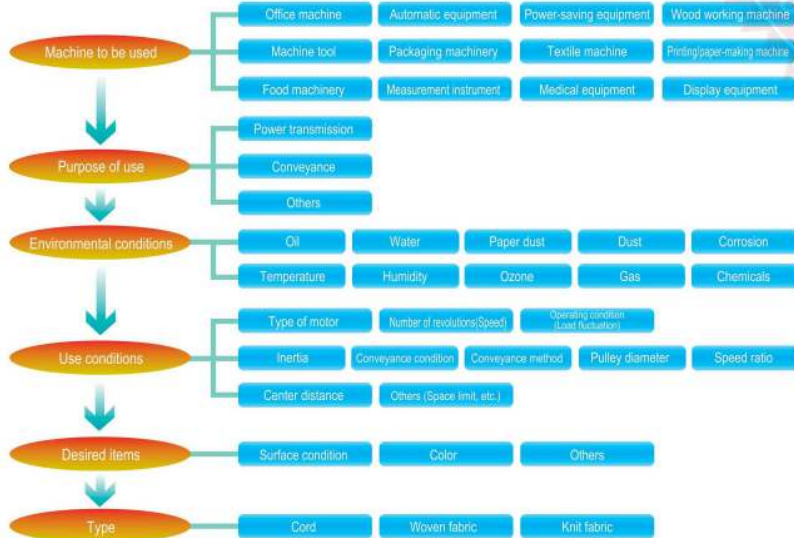 Office machine
Automatic equipment
Power-saving equipment
Wood working machine
Machine to be used
Machine tool
Packaging machinery
Textile machine
Printing/paper-making machine
Food machinery
Measurement instrument
Medical equipment
Display equipment
Power transmission
Purpose of use
Conveyance
Others
Environmental conditions
Oil
Water
Paper dust
Dust
Corrosion
Temperature
Humidity
Ozone
Gas
Chemicals
Type of motor
Number of revolutions(Speed)
Operating condition
(Load fluctuation)
Use conditions
Inertia
Conveyance condition
Conveyance method
Pulley diameter
Speed ratio
Center distance
Others (Space limit, etc.)
Desired items
Surface condition
Color
Others
Type
Cord
Woven fabric
Knit fabric